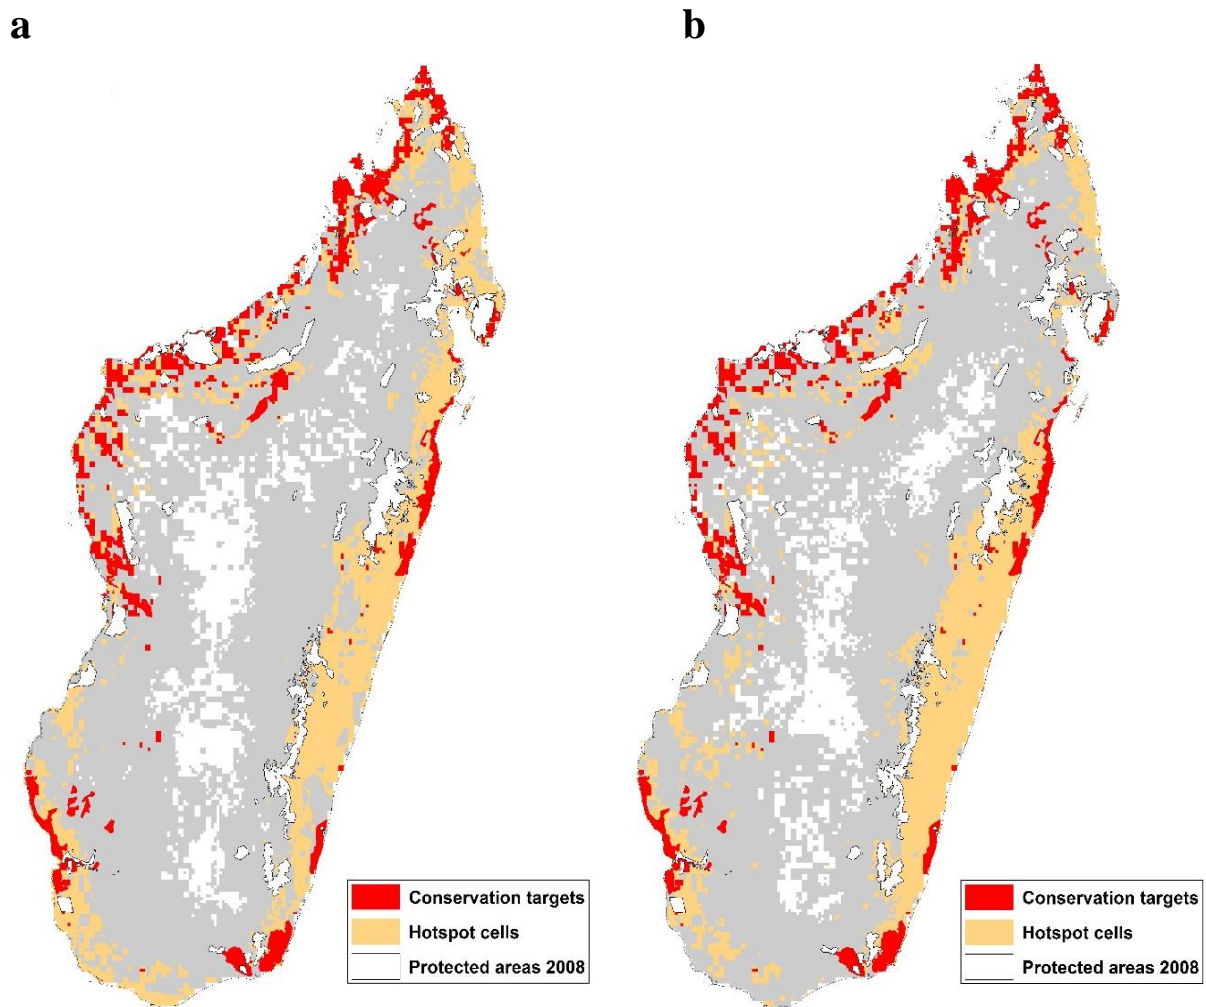 a
b
Conservation targets
Hotspot cells
Protected areas 2008
Conservation targets
Hotspot cells
Protected areas 2008